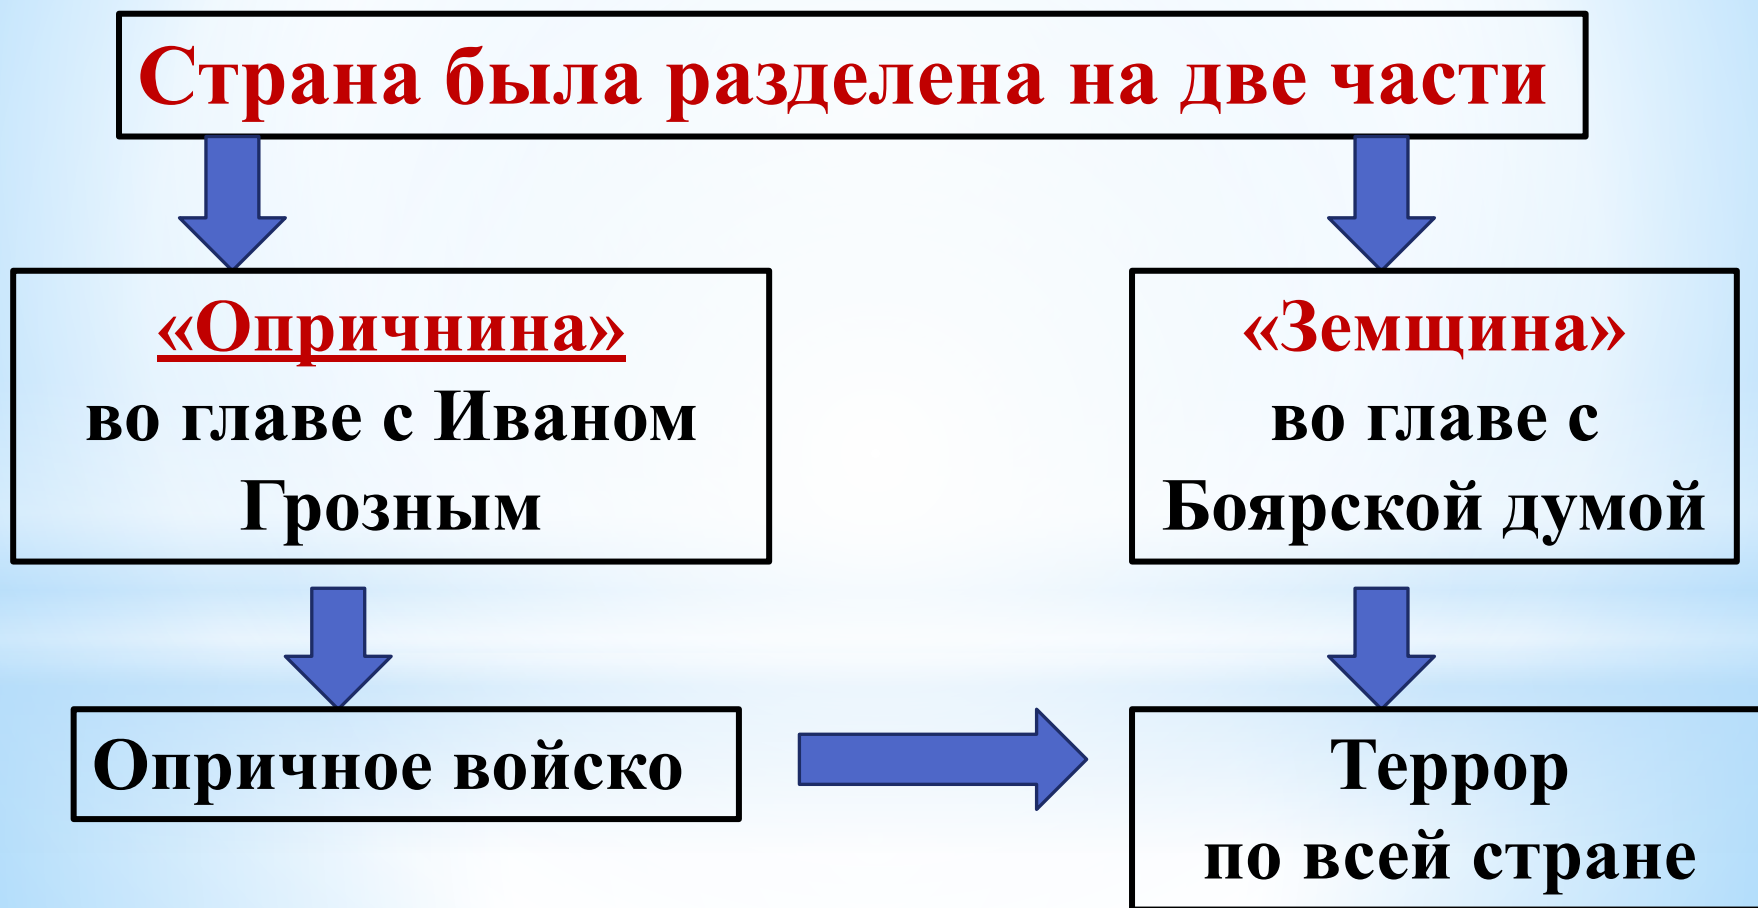 Страна была разделена на две части
«Опричнина»
во главе с Иваном
Грозным
«Земщина»
во главе с
Боярской думой
Опричное войско
Террор
по всей стране